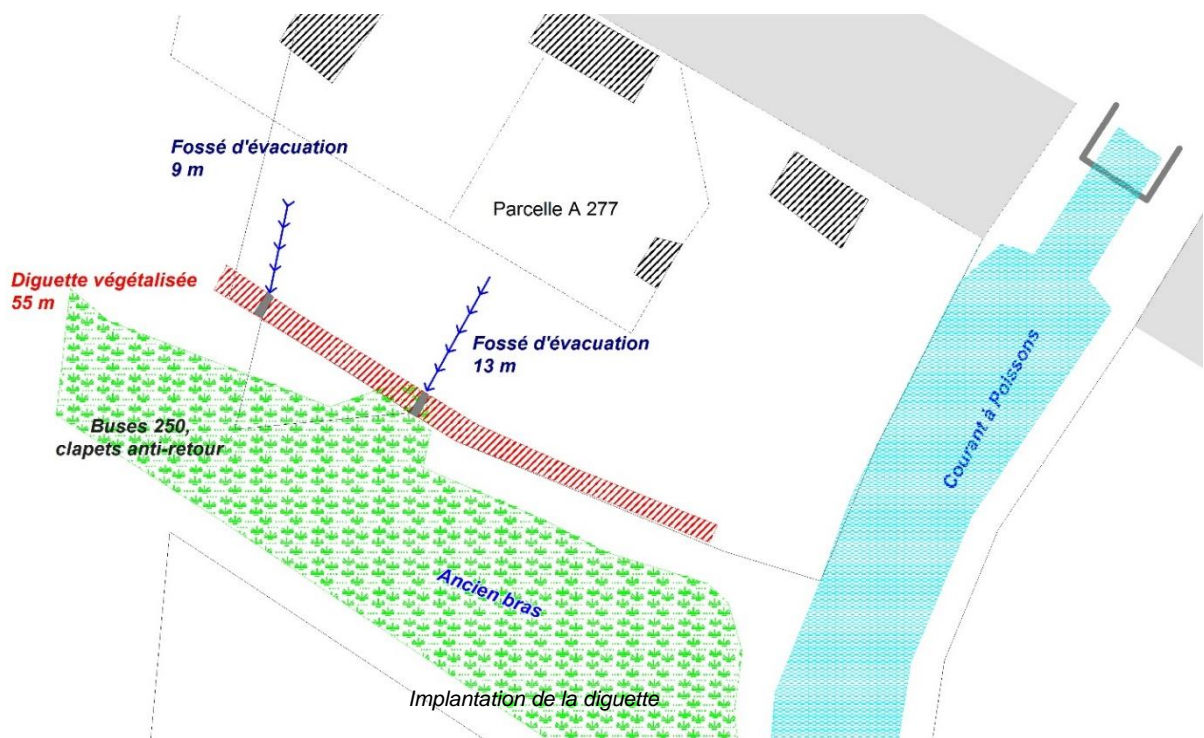 Fossé d'évacuation
9 m
Parcelle A 277
Diguette végétalisée
55 m
Fossé d'évacuation
13 m
Courant à Poissons
Buses 250,
clapets anti-retour
Ancien bras
Implantation de la diguette